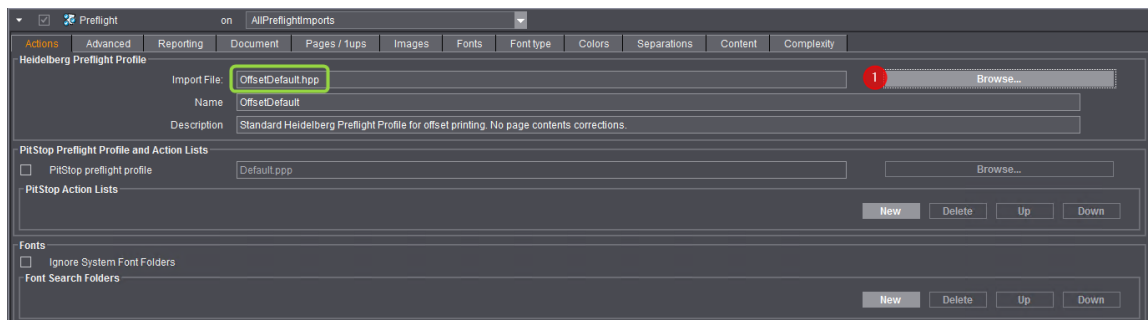 Preflight on AllPreflightImports
Actions Advanced Reporting Document Pages / 1ups Images Fonts Font type Colors Separations Content Complexity
Heidelberg Preflight Profile
Import File: OffsetDefault.hpp 1 Browse...
Name OffsetDefault
Description Standard Heidelberg Preflight Profile for offset printing. No page contents corrections.
PitStop Preflight Profile and Action Lists
PitStop preflight profile Default.ppp Browse...
PitStop Action Lists
New Delete Up Down
Fonts
Ignore System Font Folders
Font Search Folders
New Delete Up Down